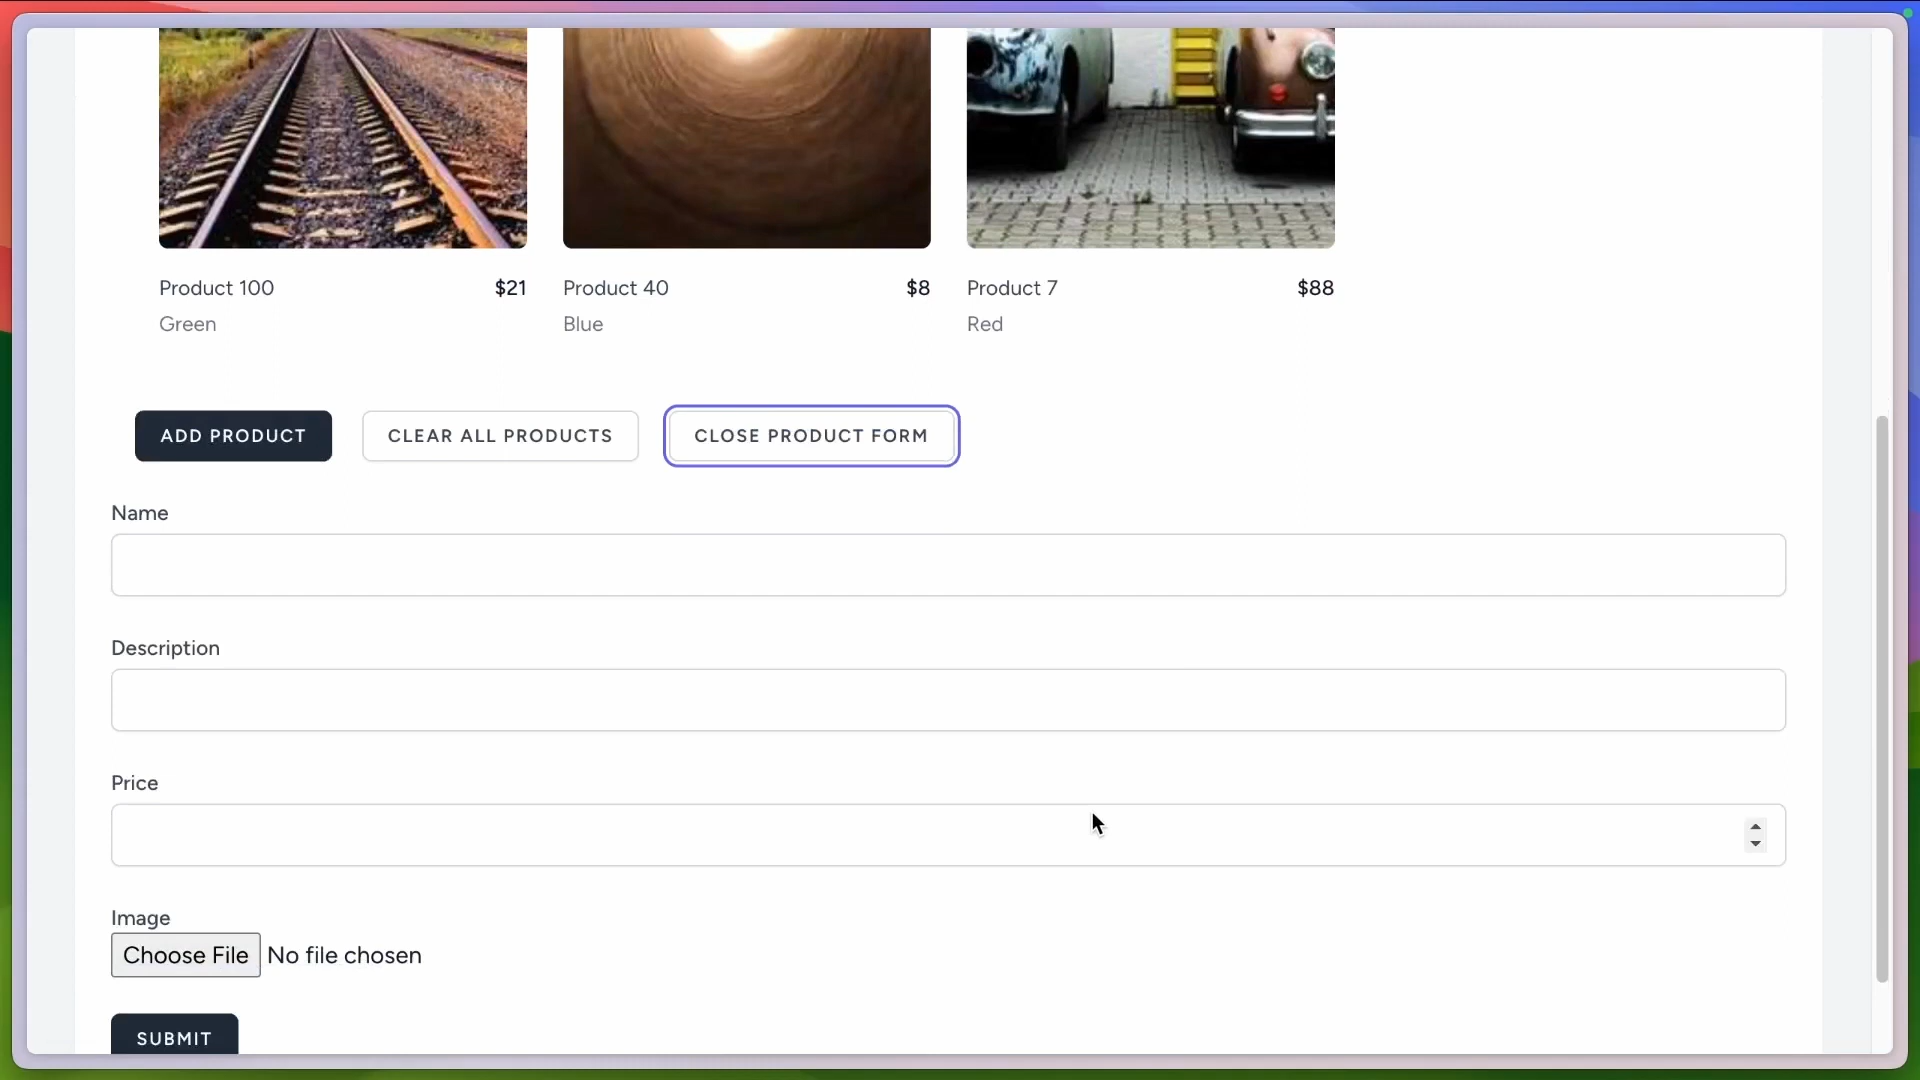 Product 100 $21
Green
Product 40 $8
Blue
Product 7 $88
Red
ADD PRODUCT CLEAR ALL PRODUCTS CLOSE PRODUCT FORM
Name
Description
Price
Image
Choose File No file chosen
SUBMIT